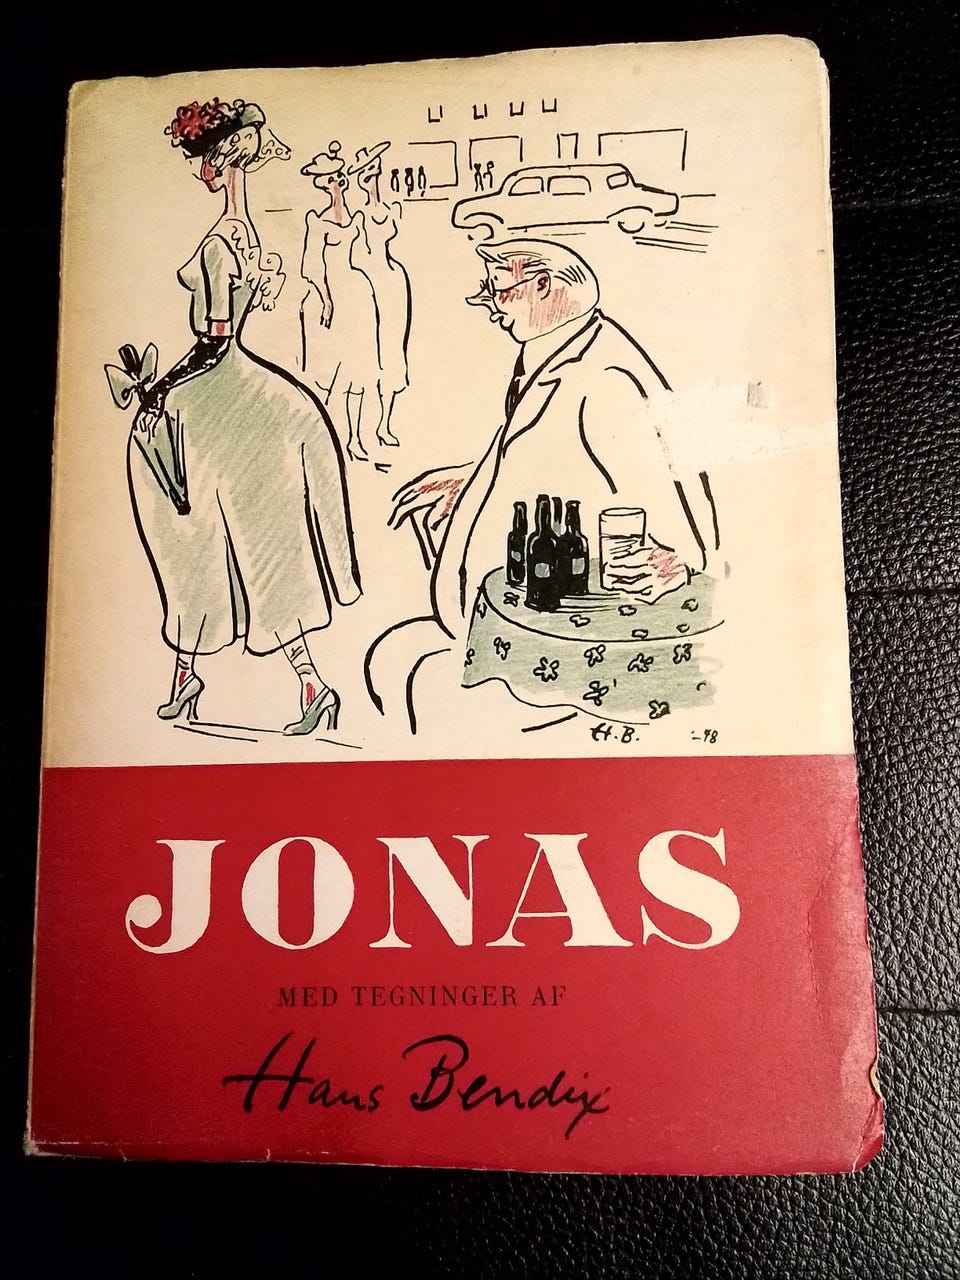 H.B. -48
JONAS
MED TEGNINGER AF
Hans Bendix